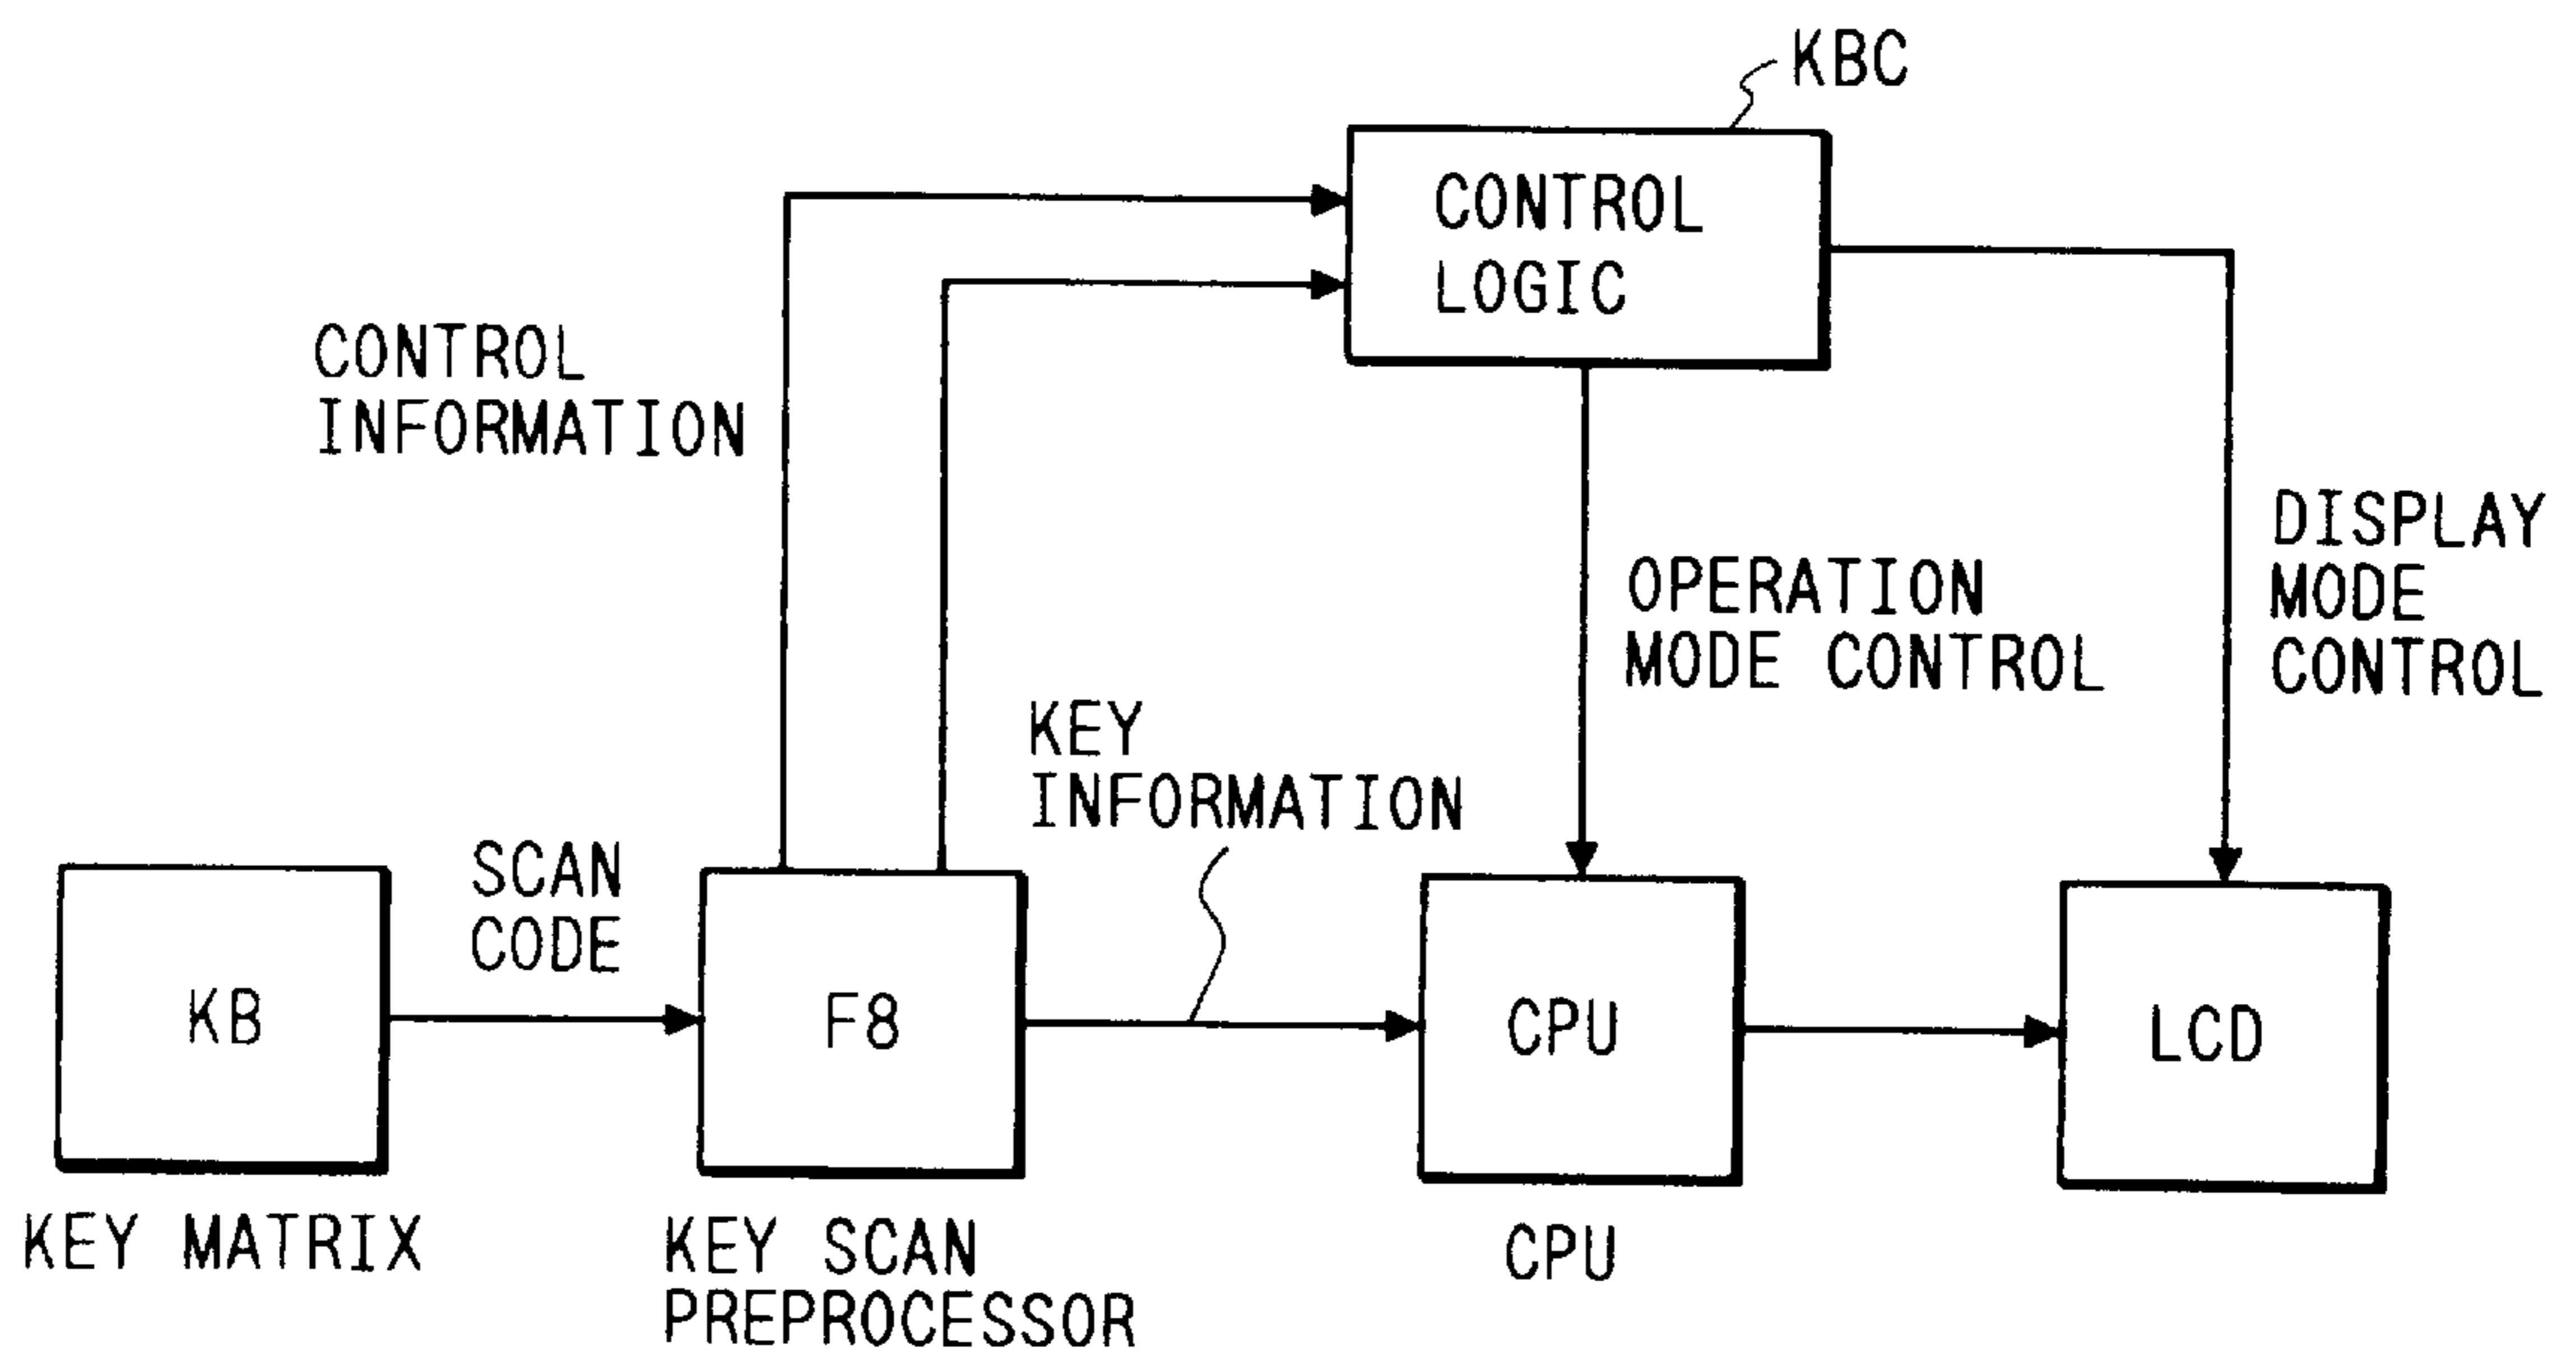 KBC
CONTROL
LOGIC
CONTROL
INFORMATION
DISPLAY
MODE
CONTROL
OPERATION
MODE CONTROL
KEY
INFORMATION
SCAN
CODE
KB
F8
CPU
LCD
KEY MATRIX
KEY SCAN
PREPROCESSOR
CPU